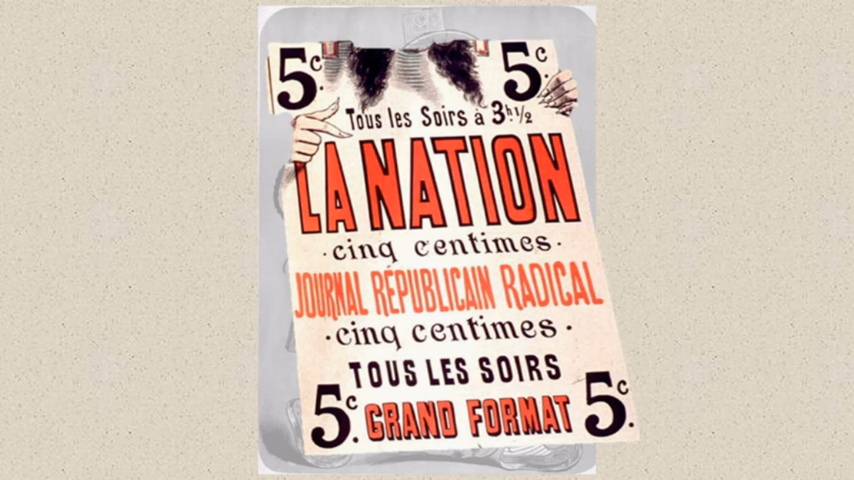 5c. 5c.
Tous les Soirs à 3h.1/2
LA NATION
·cinq centimes·
JOURNAL RÉPUBLICAIN RADICAL
·cinq centimes·
TOUS LES SOIRS
5c. GRAND FORMAT 5c.